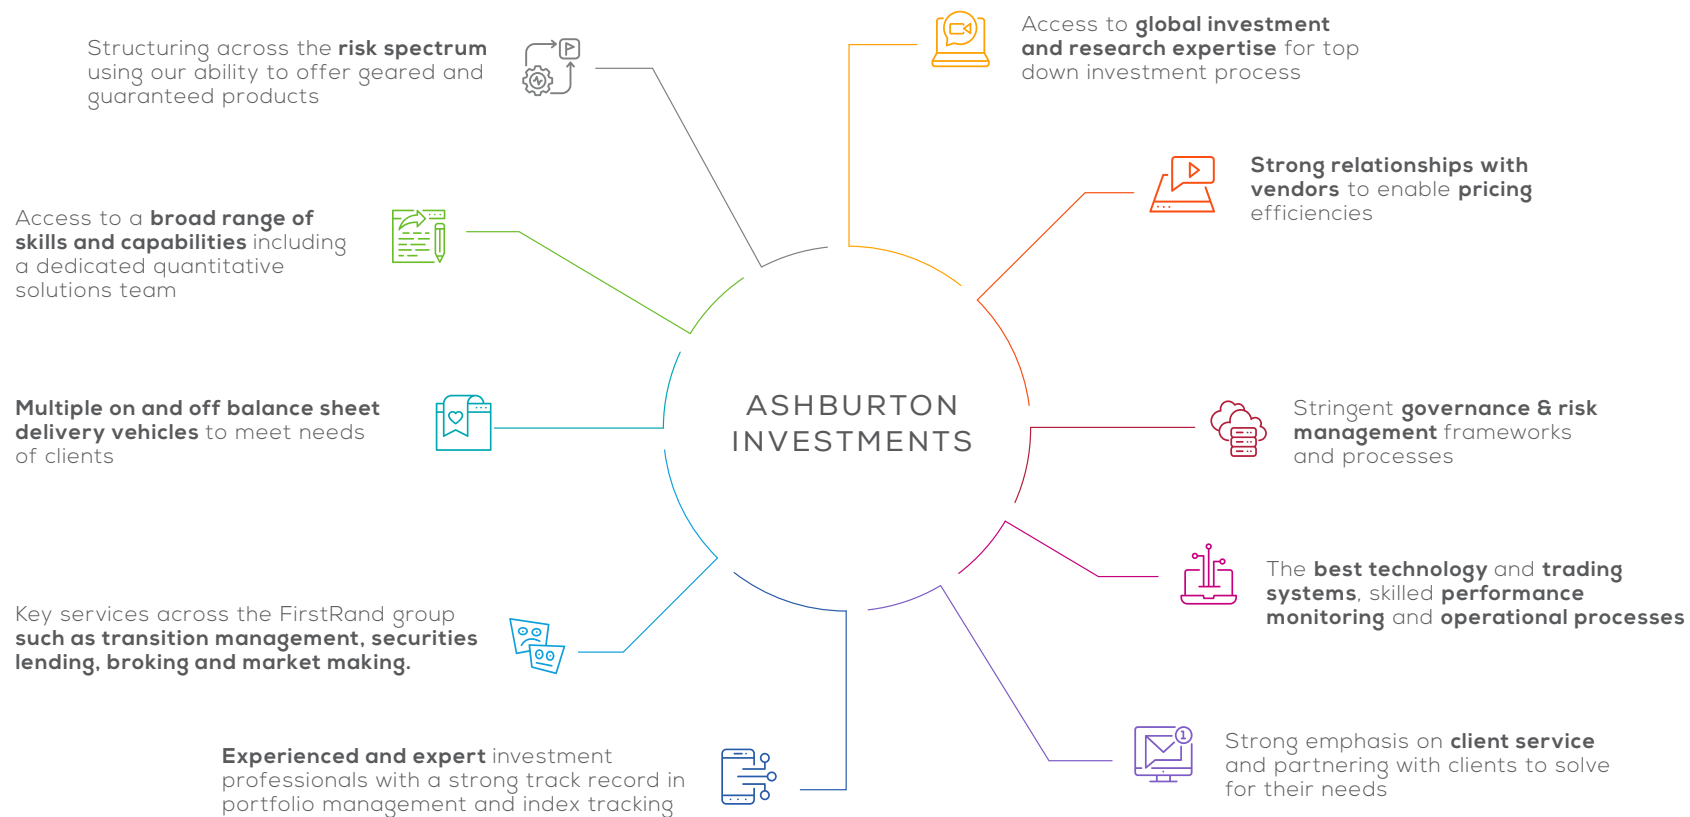 Structuring across the risk spectrum
using our ability to offer geared and
guaranteed products
Access to global investment
and research expertise for top
down investment process
Strong relationships with
vendors to enable pricing
efficiencies
Access to a broad range of
skills and capabilities including
a dedicated quantitative
solutions team
ASHBURTON
INVESTMENTS
Multiple on and off balance sheet
delivery vehicles to meet needs
of clients
Stringent governance & risk
management frameworks
and processes
The best technology and trading
systems, skilled performance
monitoring and operational processes
Key services across the FirstRand group
such as transition management, securities
lending, broking and market making.
1
Strong emphasis on client service
and partnering with clients to solve
for their needs
Experienced and expert investment
professionals with a strong track record in
portfolio management and index tracking